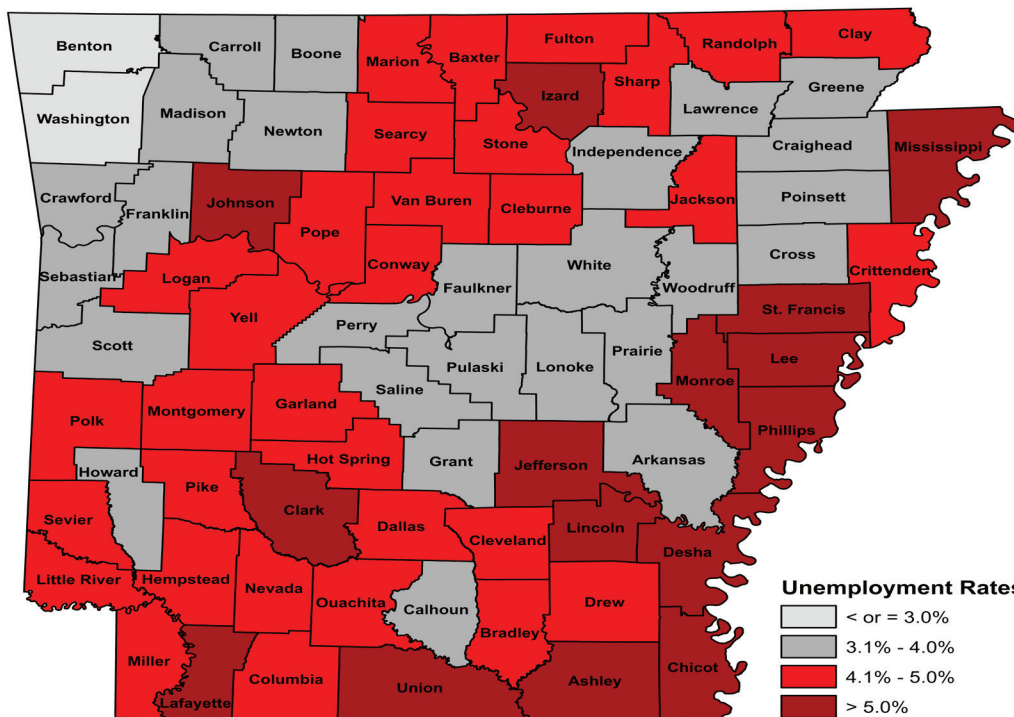 Benton
Carroll
Boone
Marion
Baxter
Fulton
Randolph
Clay
Sharp
Izard
Greene
Lawrence
Washington
Madison
Newton
Searcy
Stone
Independence
Craighead
Mississippi
Crawford
Franklin
Johnson
Pope
Van Buren
Cleburne
Jackson
Poinsett
Sebastian
Logan
Conway
Faulkner
White
Woodruff
Cross
Crittenden
St. Francis
Yell
Perry
Scott
Pulaski
Lonoke
Prairie
Lee
Monroe
Saline
Garland
Montgomery
Polk
Phillips
Hot Spring
Grant
Jefferson
Arkansas
Howard
Pike
Clark
Sevier
Dallas
Cleveland
Lincoln
Desha
Little River
Hempstead
Nevada
Ouachita
Calhoun
Bradley
Drew
Miller
Lafayette
Columbia
Union
Ashley
Chicot
Unemployment Rates
< or = 3.0%
3.1% - 4.0%
4.1% - 5.0%
> 5.0%